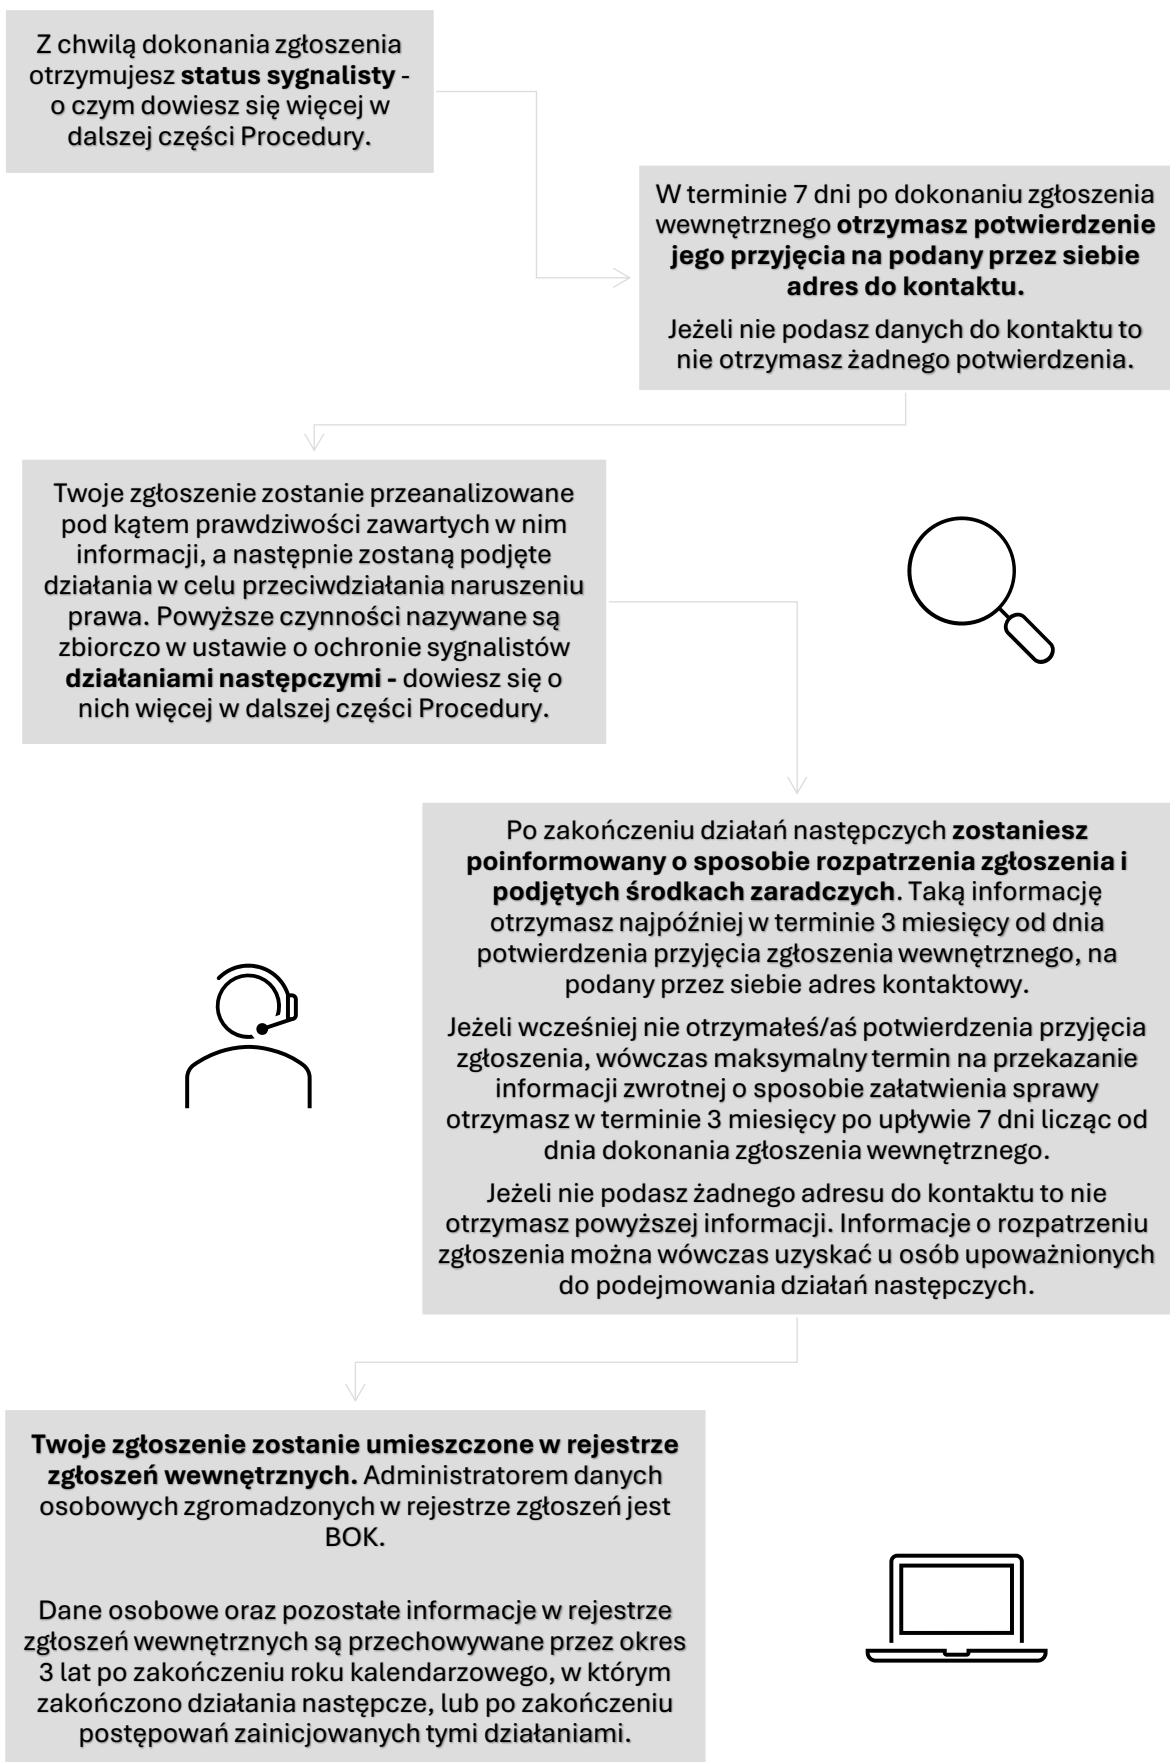 Z chwilą dokonania zgłoszenia
otrzymujesz status sygnalisty -
o czym dowiesz się więcej w
dalszej części Procedury.
W terminie 7 dni po dokonaniu zgłoszenia
wewnętrznego otrzymasz potwierdzenie
jego przyjęcia na podany przez siebie
adres do kontaktu.
Jeżeli nie podasz danych do kontaktu to
nie otrzymasz żadnego potwierdzenia.
Twoje zgłoszenie zostanie przeanalizowane
pod kątem prawdziwości zawartych w nim
informacji, a następnie zostaną podjęte
działania w celu przeciwdziałania naruszeniu
prawa. Powyższe czynności nazywane są
zbiorczo w ustawie o ochronie sygnalistów
działaniami następczymi - dowiesz się o
nich więcej w dalszej części Procedury.
Po zakończeniu działań następczych zostaniesz
poinformowany o sposobie rozpatrzenia zgłoszenia i
podjętych środkach zaradczych. Taką informację
otrzymasz najpóźniej w terminie 3 miesięcy od dnia
potwierdzenia przyjęcia zgłoszenia wewnętrznego, na
podany przez siebie adres kontaktowy.
Jeżeli wcześniej nie otrzymałeś/aś potwierdzenia przyjęcia
zgłoszenia, wówczas maksymalny termin na przekazanie
informacji zwrotnej o sposobie załatwienia sprawy
otrzymasz w terminie 3 miesięcy po upływie 7 dni licząc od
dnia dokonania zgłoszenia wewnętrznego.
Jeżeli nie podasz żadnego adresu do kontaktu to nie
otrzymasz powyższej informacji. Informacje o rozpatrzeniu
zgłoszenia można wówczas uzyskać u osób upoważnionych
do podejmowania działań następczych.
Twoje zgłoszenie zostanie umieszczone w rejestrze
zgłoszeń wewnętrznych. Administratorem danych
osobowych zgromadzonych w rejestrze zgłoszeń jest
BOK.
Dane osobowe oraz pozostałe informacje w rejestrze
zgłoszeń wewnętrznych są przechowywane przez okres
3 lat po zakończeniu roku kalendarzowego, w którym
zakończono działania następcze, lub po zakończeniu
postępowań zainicjowanych tymi działaniami.